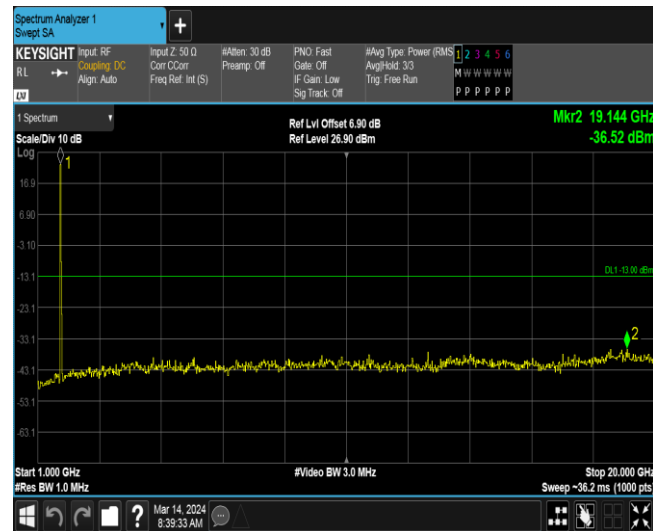 Spectrum Analyzer 1
Swept SA
KEYSIGHT
RL
LXI
Input: RF
Coupling: DC
Align: Auto
Input Z: 50 Ω
Corr CCorr
Freq Ref: Int (S)
#Atten: 30 dB
Preamp: Off
PNO: Fast
Gate: Off
IF Gain: Low
Sig Track: Off
#Avg Type: Power (RMS
Avg|Hold: 3/3
Trig: Free Run
1 2 3 4 5 6
M W W W W W
P P P P P P
1 Spectrum
Scale/Div 10 dB
Log
Ref Lvl Offset 6.90 dB
Ref Level 26.90 dBm
Mkr2 19.144 GHz
-36.52 dBm
1
16.9
6.90
-3.10
-13.1
DL1 -13.00 dBm
-23.1
-33.1
2
-43.1
-53.1
-63.1
Start 1.000 GHz
#Res BW 1.0 MHz
#Video BW 3.0 MHz
Stop 20.000 GHz
Sweep ~36.2 ms (1000 pts)
?
Mar 14, 2024
8:39:33 AM